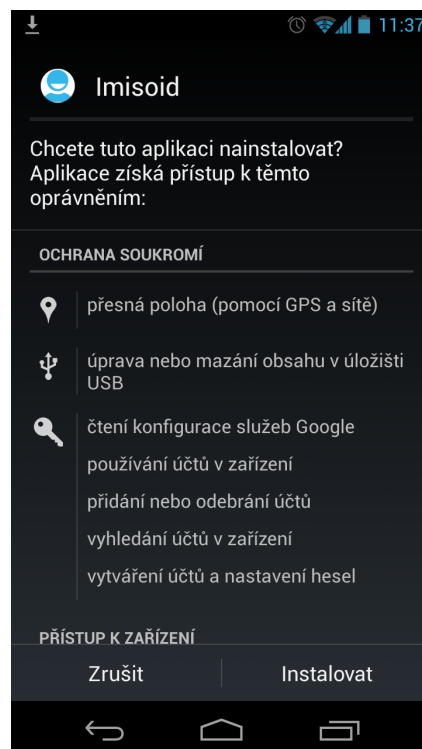 11:37
Imisoid
Chcete tuto aplikaci nainstalovat?
Aplikace získá přístup k těmto
oprávněním:
OCHRANA SOUKROMÍ
přesná poloha (pomocí GPS a sítě)
úprava nebo mazání obsahu v úložišti
USB
čtení konfigurace služeb Google
používání účtů v zařízení
přidání nebo odebrání účtů
vyhledání účtů v zařízení
vytváření účtů a nastavení hesel
PŘÍSTUP K ZAŘÍZENÍ
Zrušit
Instalovat